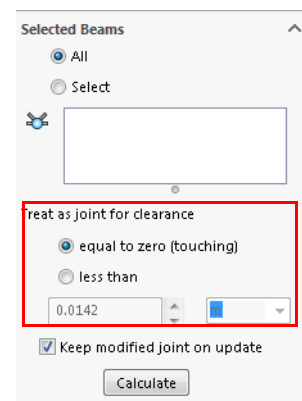 Selected Beams
All
Select
Treat as joint for clearance
equal to zero (touching)
less than
0.0142 m
Keep modified joint on update
Calculate